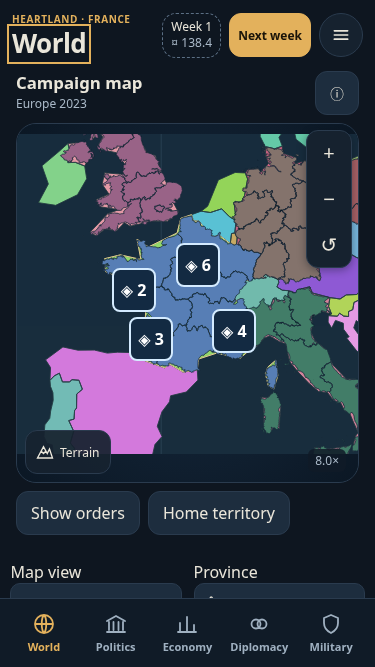 HEARTLAND · FRANCE
World
Week 1
¤ 138.4
Next week
Campaign map
Europe 2023
ⓘ
+
−
↺
◈ 6
◈ 2
◈ 3
◈ 4
Terrain
8.0×
Show orders
Home territory
Map view
Province
World
Politics
Economy
Diplomacy
Military